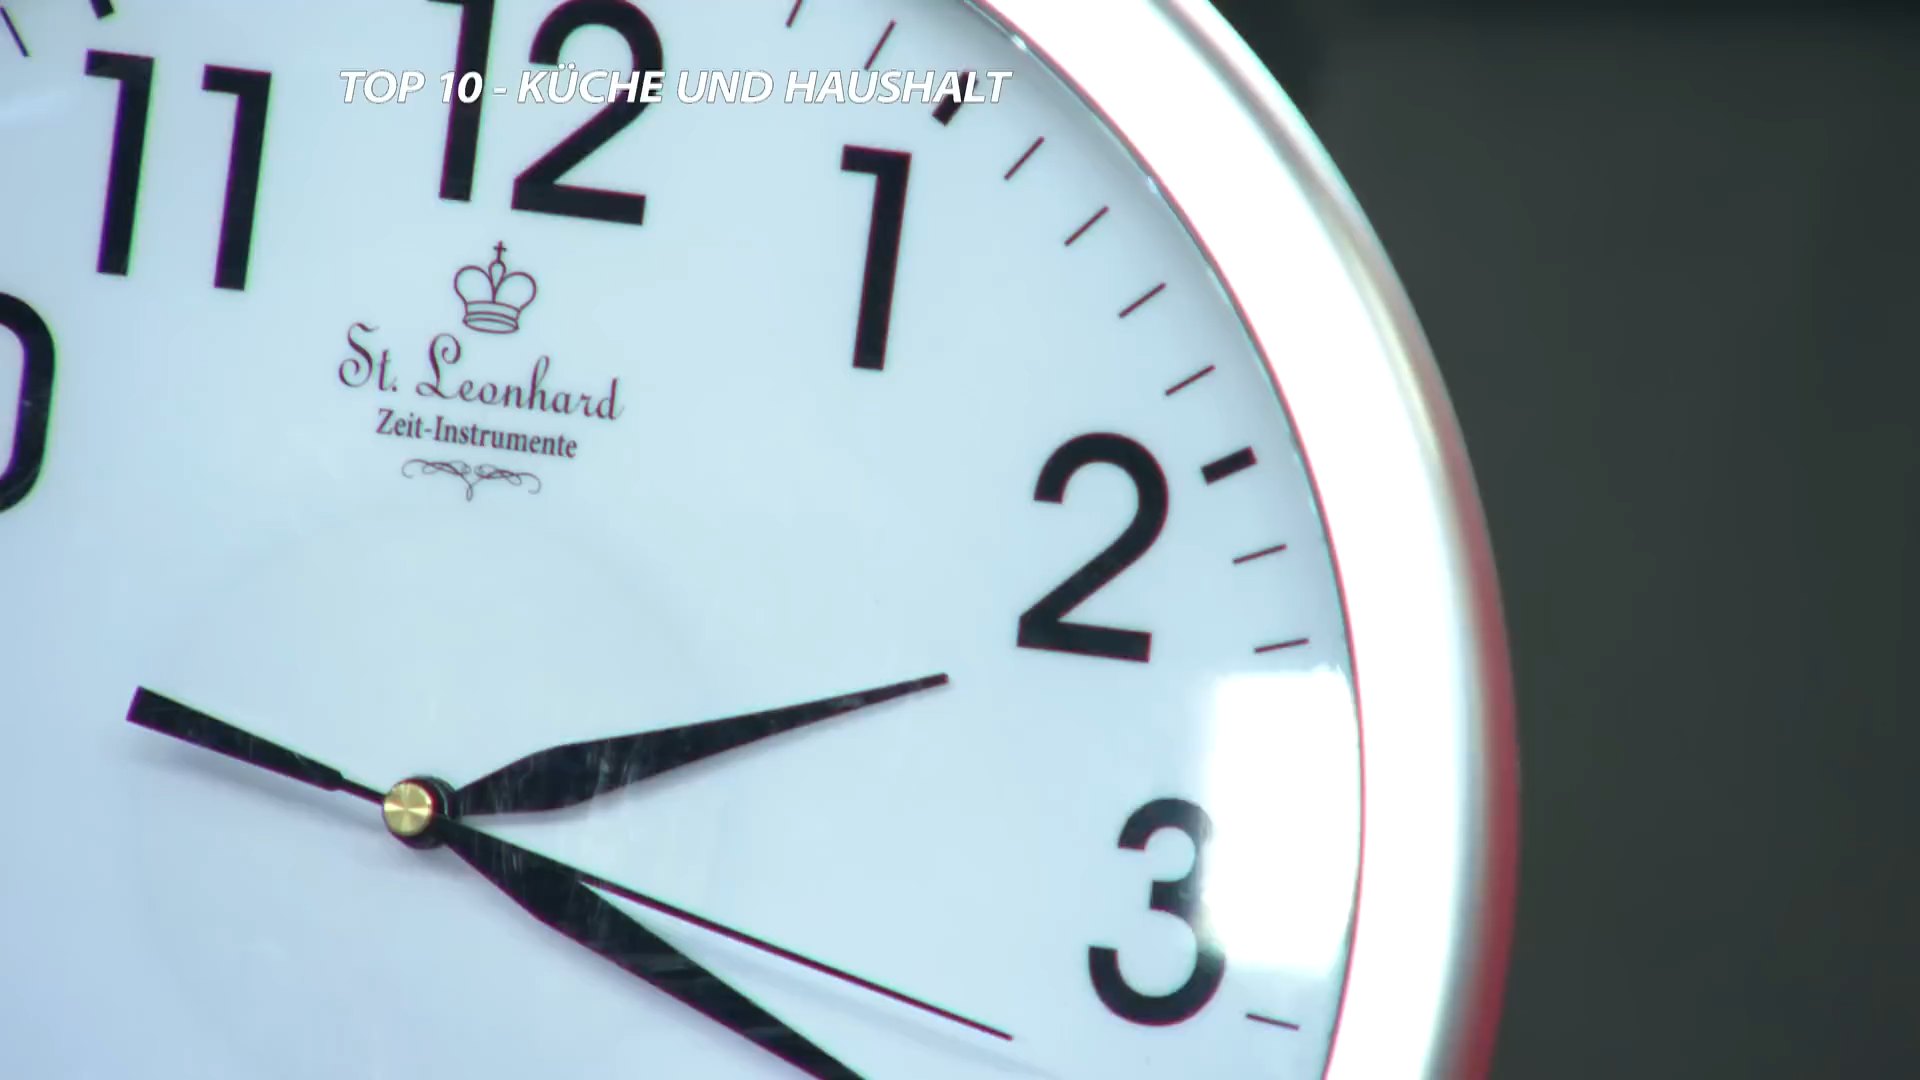 TOP 10 - KÜCHE UND HAUSHALT
11 12 1
St. Leonhard
Zeit-Instrumente
2
3